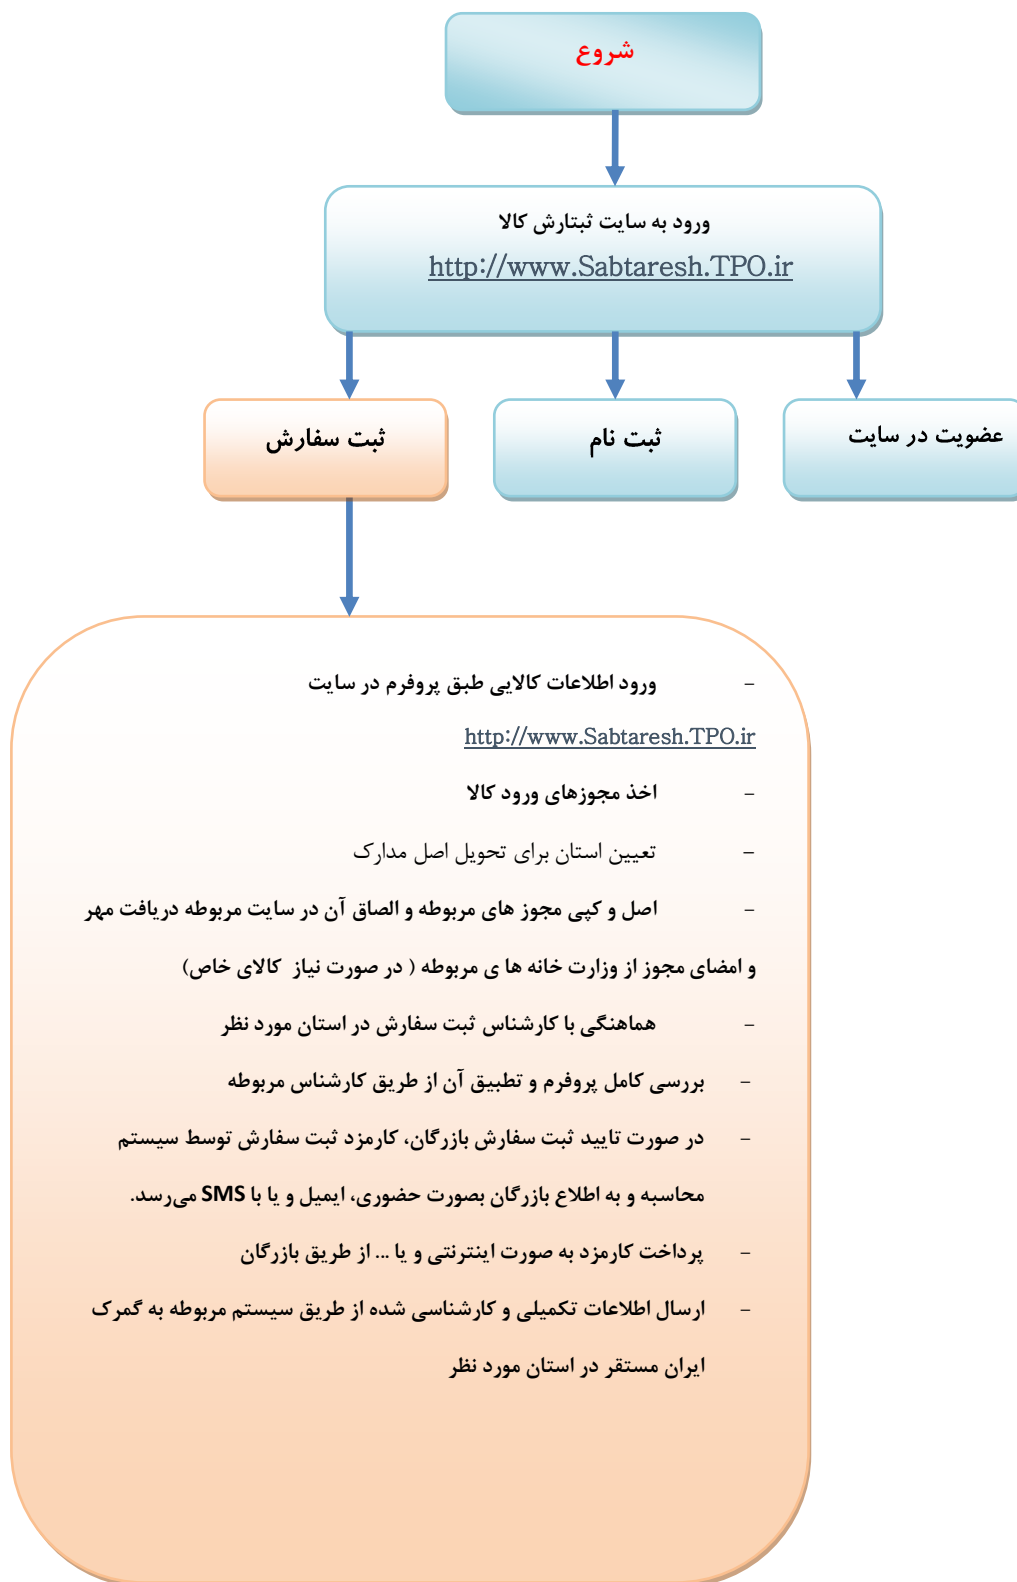 شروع
ورود به سایت ثبتارش کالا
http://www.Sabtaresh.TPO.ir
عضویت در سایت
ثبت نام
ثبت سفارش
- ورود اطلاعات کالایی طبق پروفرم در سایت
http://www.Sabtaresh.TPO.ir
- اخذ مجوزهای ورود کالا
- تعیین استان برای تحویل اصل مدارک
- اصل و کپی مجوز های مربوطه و الصاق آن در سایت مربوطه دریافت مهر
و امضای مجوز از وزارت خانه ها ی مربوطه ( در صورت نیاز کالای خاص)
- هماهنگی با کارشناس ثبت سفارش در استان مورد نظر
- بررسی کامل پروفرم و تطبیق آن از طریق کارشناس مربوطه
- در صورت تایید ثبت سفارش بازرگان، کارمزد ثبت سفارش توسط سیستم
محاسبه و به اطلاع بازرگان بصورت حضوری، ایمیل و یا با SMS می‌رسد.
- پرداخت کارمزد به صورت اینترنتی و یا ... از طریق بازرگان
- ارسال اطلاعات تکمیلی و کارشناسی شده از طریق سیستم مربوطه به گمرک
ایران مستقر در استان مورد نظر